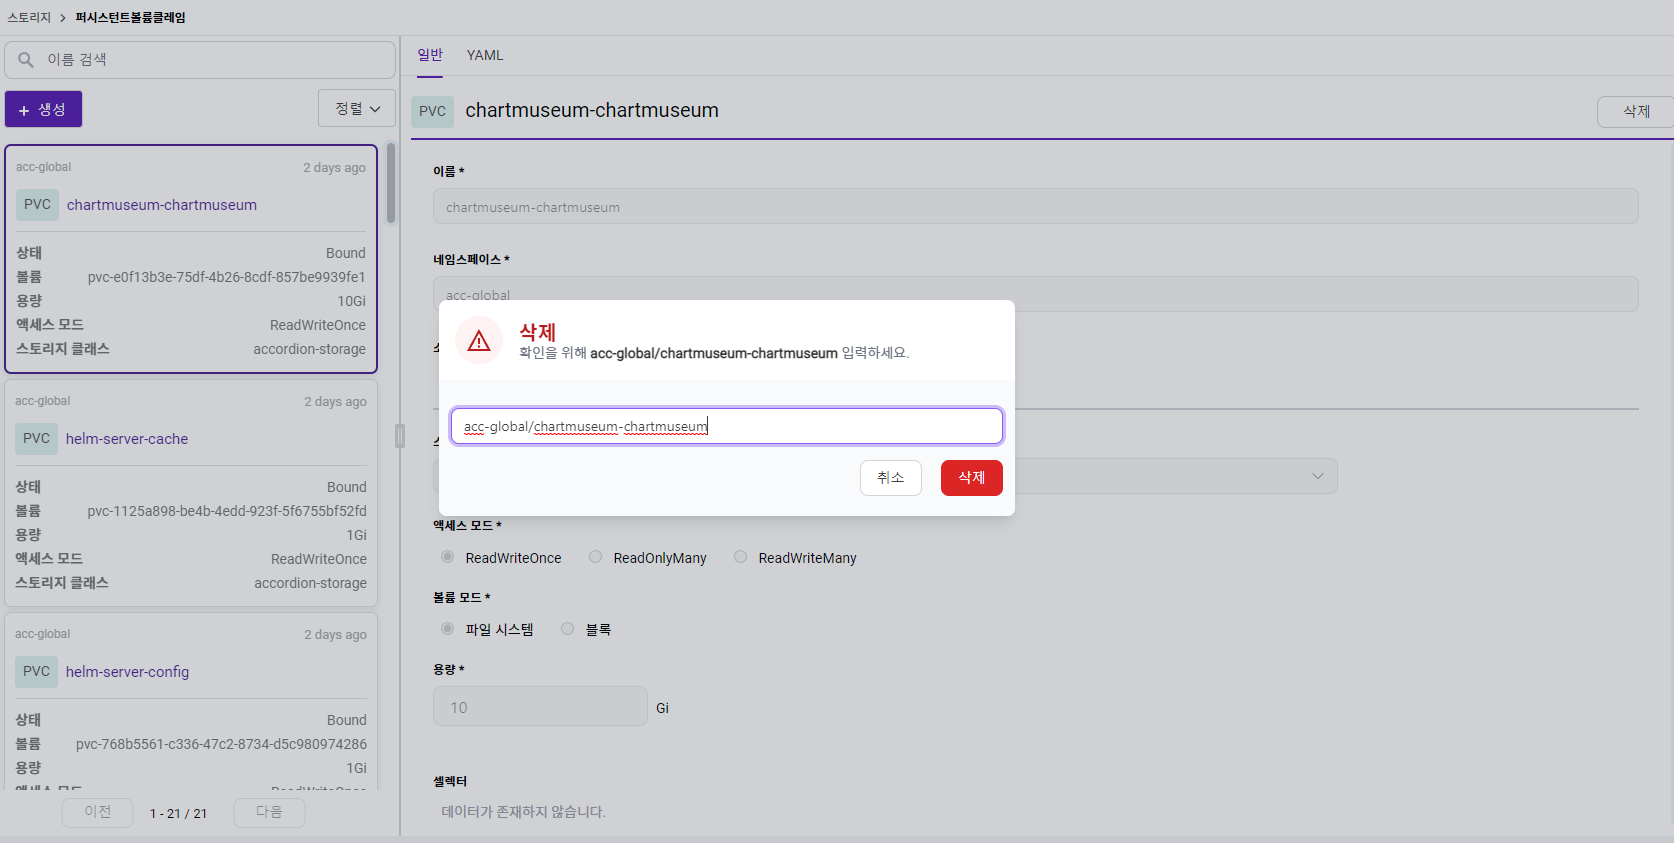 스토리지 > 퍼시스턴트볼륨클레임
이름 검색
+ 생성
정렬
acc-global 2 days ago
PVC chartmuseum-chartmuseum
상태 Bound
볼륨 pvc-e0f13b3e-75df-4b26-8cdf-857be9939fe1
용량 10Gi
액세스 모드 ReadWriteOnce
스토리지 클래스 accordion-storage
acc-global 2 days ago
PVC helm-server-cache
상태 Bound
볼륨 pvc-1125a898-be4b-4edd-923f-5f6755bf52fd
용량 1Gi
액세스 모드 ReadWriteOnce
스토리지 클래스 accordion-storage
acc-global 2 days ago
PVC helm-server-config
상태 Bound
볼륨 pvc-768b5561-c336-47c2-8734-d5c980974286
용량 1Gi
액세스 모드 ReadWriteOnce
이전 1 - 21 / 21 다음
일반 YAML
PVC chartmuseum-chartmuseum 삭제
이름 *
chartmuseum-chartmuseum
네임스페이스 *
acc-global
삭제
확인을 위해 acc-global/chartmuseum-chartmuseum 입력하세요.
acc-global/chartmuseum-chartmuseum
취소 삭제
액세스 모드 *
ReadWriteOnce ReadOnlyMany ReadWriteMany
볼륨 모드 *
파일 시스템 블록
용량 *
10 Gi
셀렉터
데이터가 존재하지 않습니다.